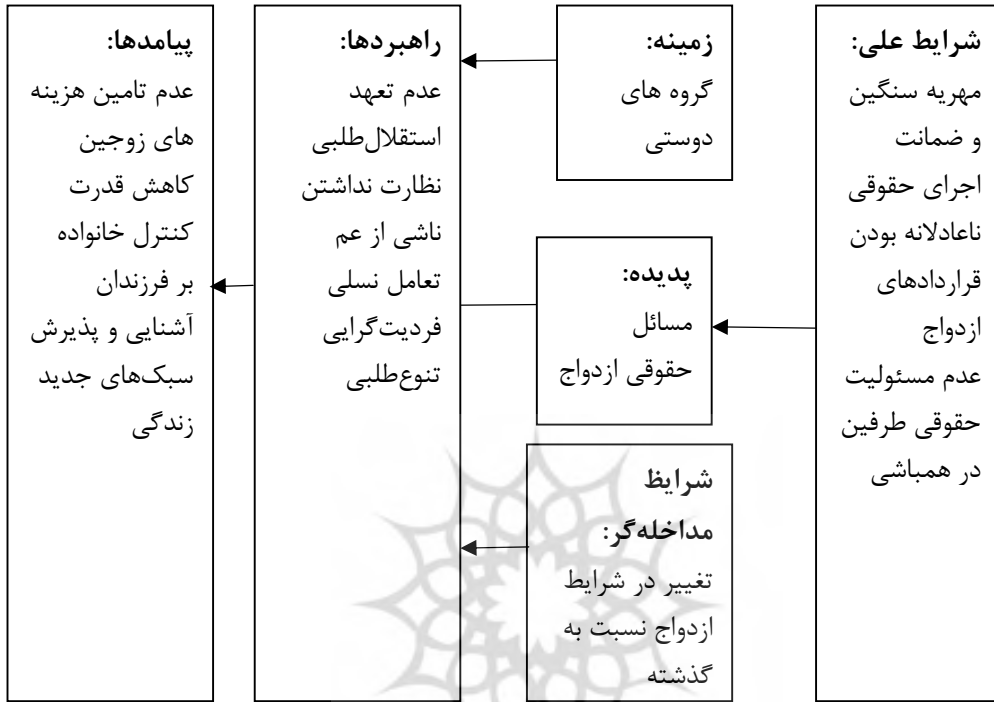 شرایط علی:
مهریه سنگین
و ضمانت
اجرای حقوقی
ناعادلانه بودن
قراردادهای
ازدواج
عدم مسئولیت
حقوقی طرفین
در همباشی
زمینه:
گروه های
دوستی
پدیده:
مسائل
حقوقی ازدواج
شرایظ
مداخله‌گر:
تغییر در شرایط
ازدواج نسبت به
گذشته
راهبردها:
عدم تعهد
استقلال‌طلبی
نظارت نداشتن
ناشی از عم
تعامل نسلی
فردیت‌گرایی
تنوع‌طلبی
پیامدها:
عدم تامین هزینه
های زوجین
کاهش قدرت
کنترل خانواده
بر فرزندان
آشنایی و پذیرش
سبک‌های جدید
زندگی